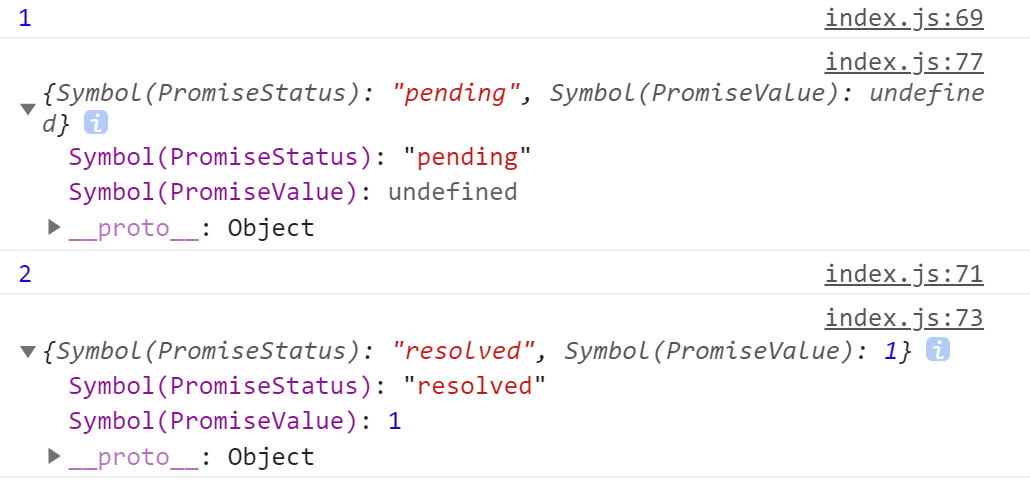 1 index.js:69
index.js:77
{Symbol(PromiseStatus): "pending", Symbol(PromiseValue): undefine
d} i
Symbol(PromiseStatus): "pending"
Symbol(PromiseValue): undefined
__proto__: Object
2 index.js:71
index.js:73
{Symbol(PromiseStatus): "resolved", Symbol(PromiseValue): 1} i
Symbol(PromiseStatus): "resolved"
Symbol(PromiseValue): 1
__proto__: Object